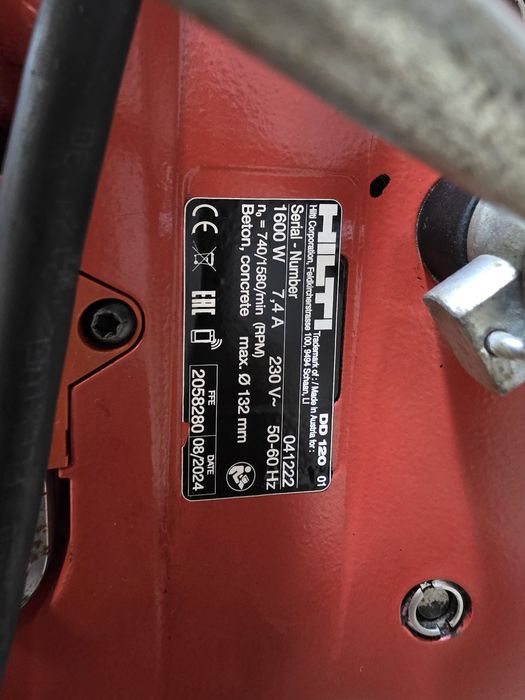 HILTI DD 120 01
Trademark of : / Made in Austria for :
Hilti Corporation, Feldkircherstrasse 100, 9494 Schaan, LI
Serial - Number 041222
1600 W 7,4 A 230 V~ 50-60 Hz
n₀ = 740/1580/min (RPM)
Beton, concrete max. Ø 132 mm
CE EAC
FFE DATE
2058280 08/2024